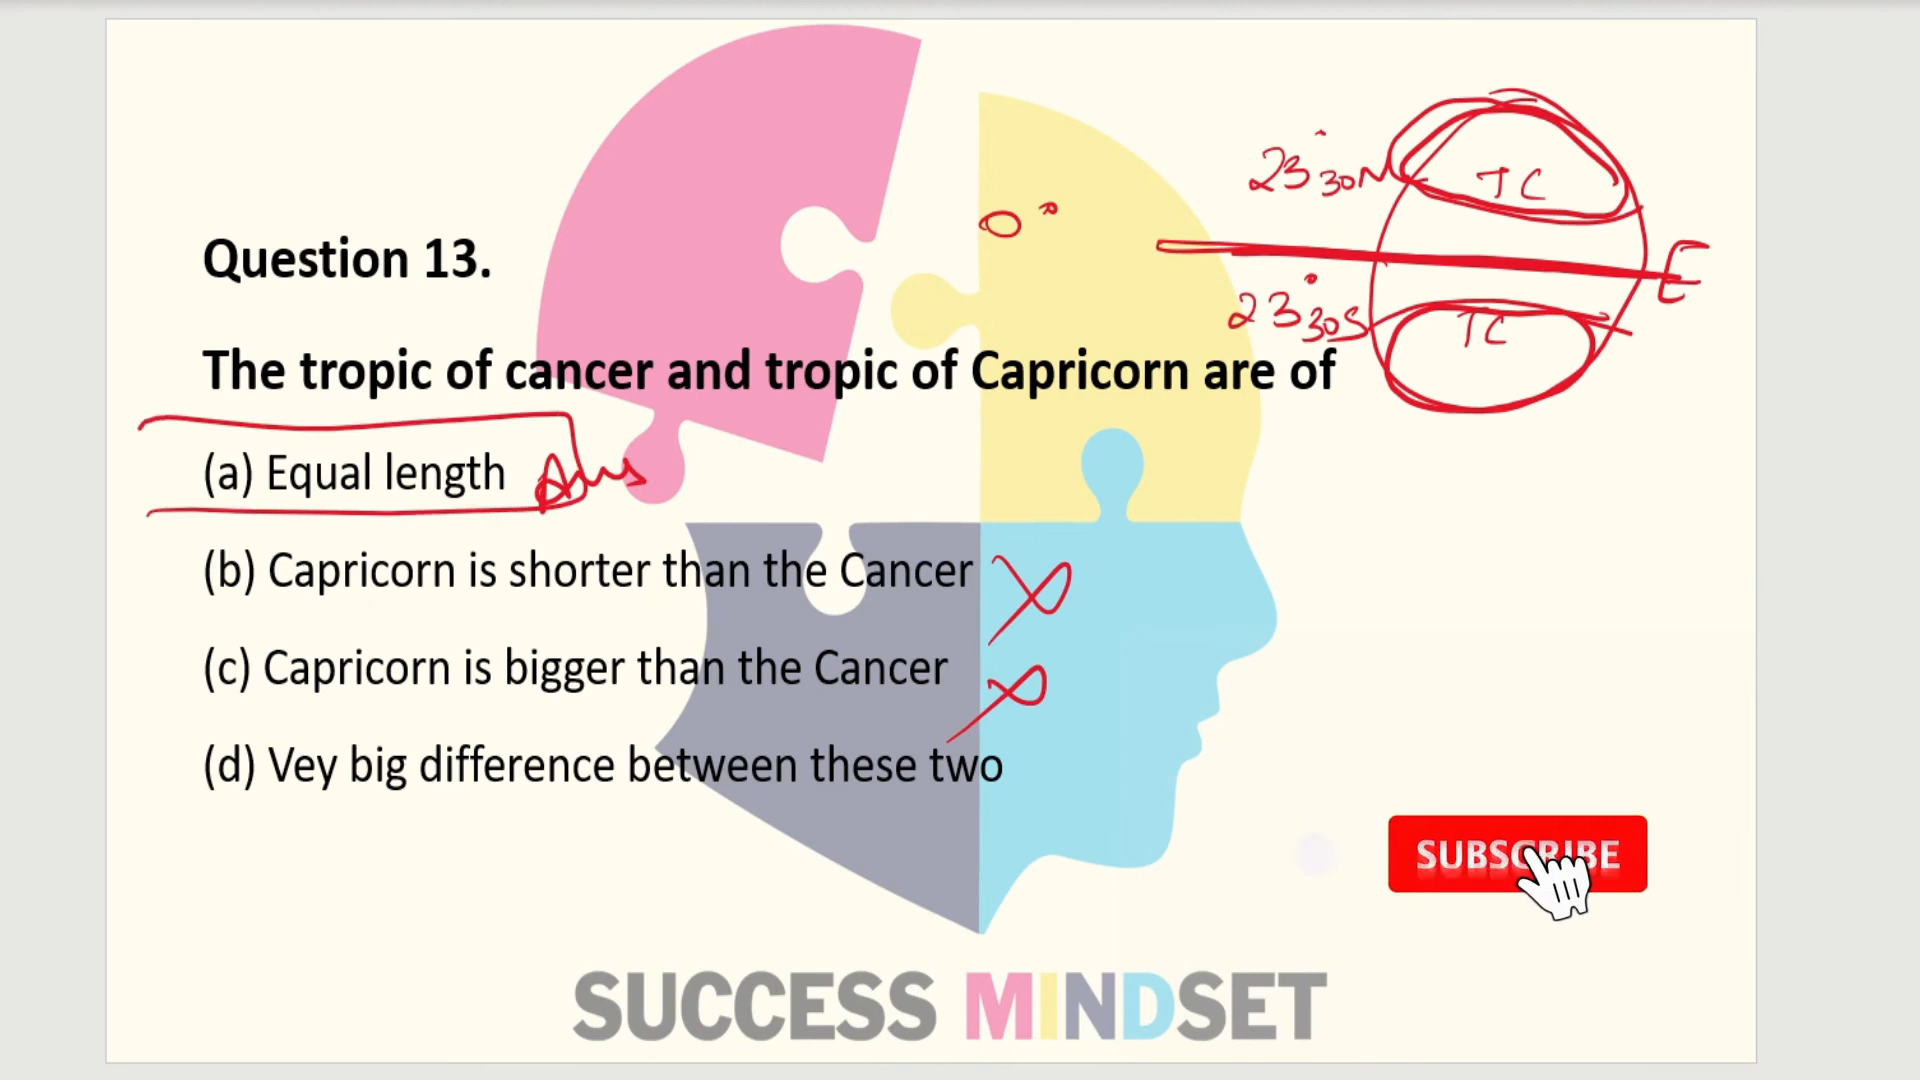 23°30N
TC
0°
E
Question 13.
23°30S
TC
The tropic of cancer and tropic of Capricorn are of
(a) Equal length Ans
(b) Capricorn is shorter than the Cancer
(c) Capricorn is bigger than the Cancer
(d) Vey big difference between these two
SUBSCRIBE
SUCCESS MINDSET